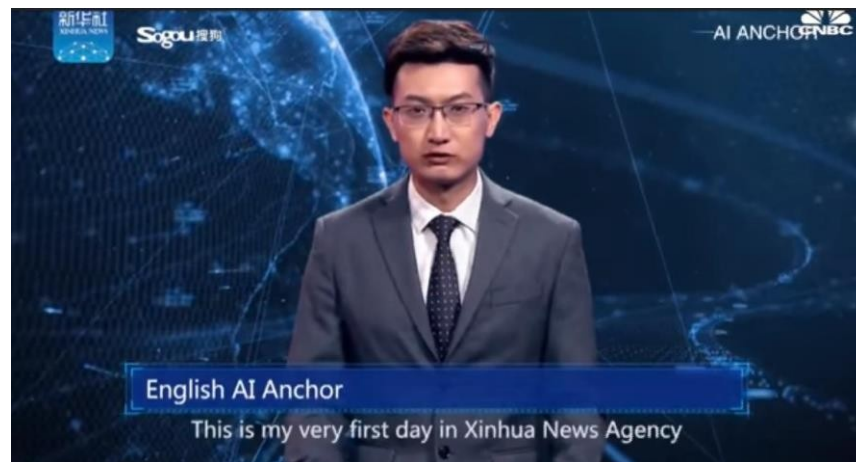 新华社
XINHUA NEWS
Sogou搜狗
AI ANCHOR
CNBC
English AI Anchor
This is my very first day in Xinhua News Agency